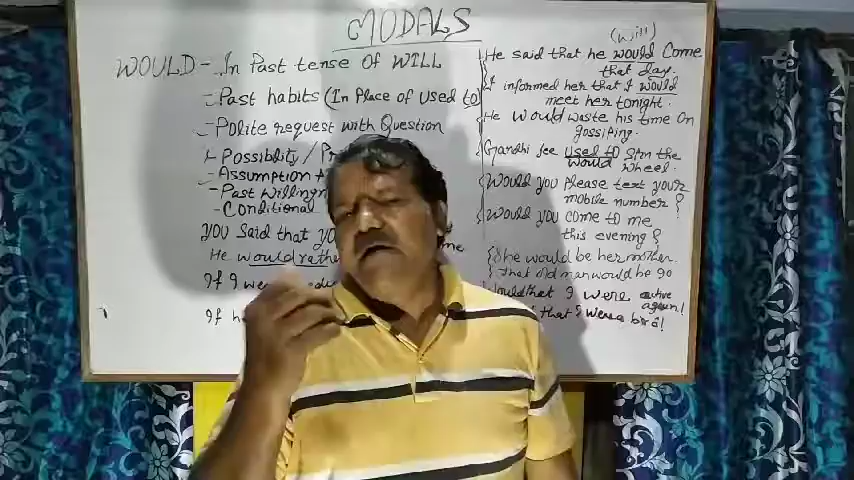 MODALS
WOULD - In Past tense OF WILL
- Past habits (In Place of Used to)
- Polite request with Question
- Possiblity /
- Assumption
- Past Willingn
- Conditional
YOU Said that YO
me
He would rathe
If I were
If h
(Will)
He said that he would Come
that day.
I informed her that I would
meet her tonight.
He Would waste his time On
gossiping.
Gandhi Jee used to spin the
would wheel.
Would you please text your
mobile number?
Would you come to me
this evening?
She would be her mother.
That old man would be 90
Would that I were active
again!
that I were a bird!